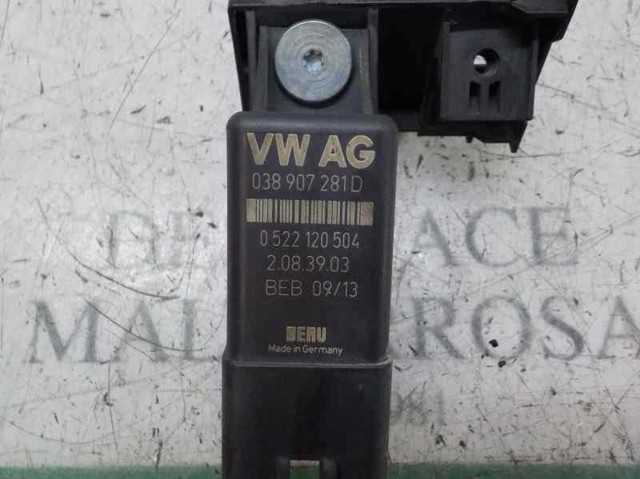 VW AG
038 907 281D
0.522 120 504
2.08.39.03
BEB 09/13
BERU
Made in Germany